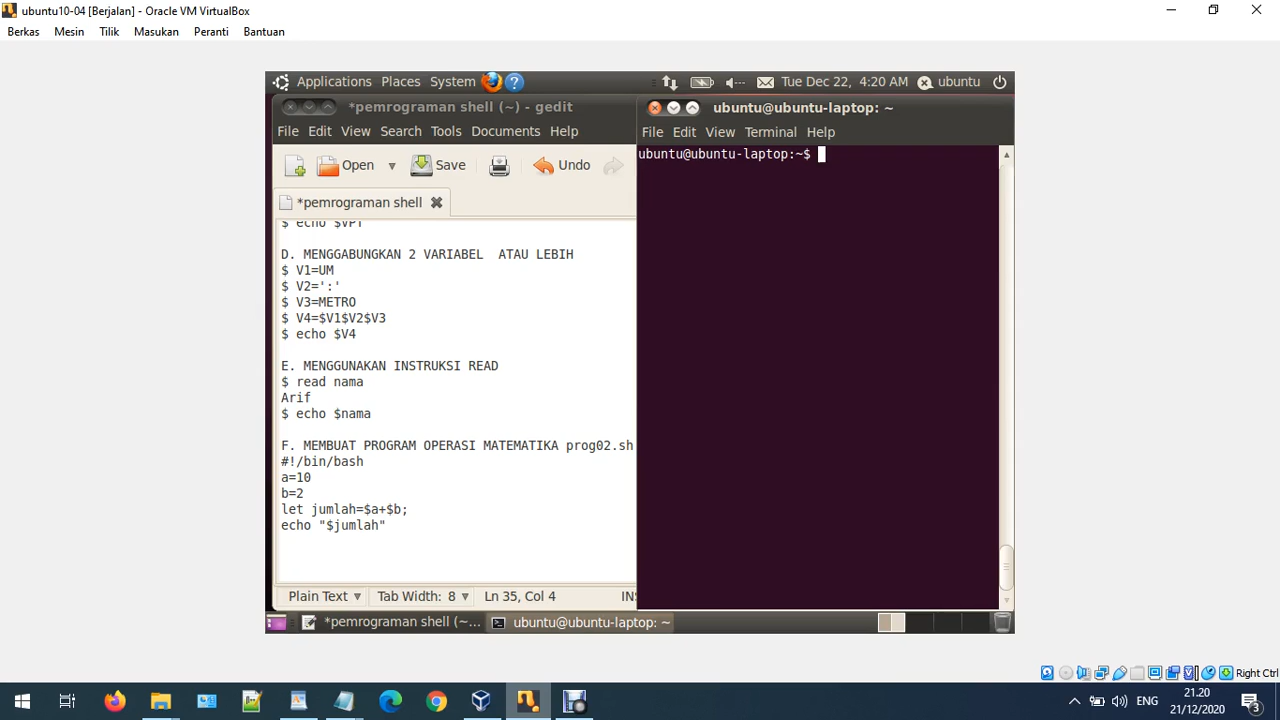 ubuntu10-04 [Berjalan] - Oracle VM VirtualBox
Berkas Mesin Tilik Masukan Peranti Bantuan
Applications Places System Tue Dec 22, 4:20 AM ubuntu
*pemrograman shell (~) - gedit
File Edit View Search Tools Documents Help
Open Save Undo
*pemrograman shell
$ echo $VPT
D. MENGGABUNGKAN 2 VARIABEL  ATAU LEBIH
$ V1=UM
$ V2=':'
$ V3=METRO
$ V4=$V1$V2$V3
$ echo $V4
E. MENGGUNAKAN INSTRUKSI READ
$ read nama
Arif
$ echo $nama
F. MEMBUAT PROGRAM OPERASI MATEMATIKA prog02.sh
#!/bin/bash
a=10
b=2
let jumlah=$a+$b;
echo "$jumlah"
Plain Text Tab Width: 8 Ln 35, Col 4 INS
ubuntu@ubuntu-laptop: ~
File Edit View Terminal Help
ubuntu@ubuntu-laptop:~$
*pemrograman shell (~... ubuntu@ubuntu-laptop: ~
Right Ctrl
ENG
21.20
21/12/2020
3